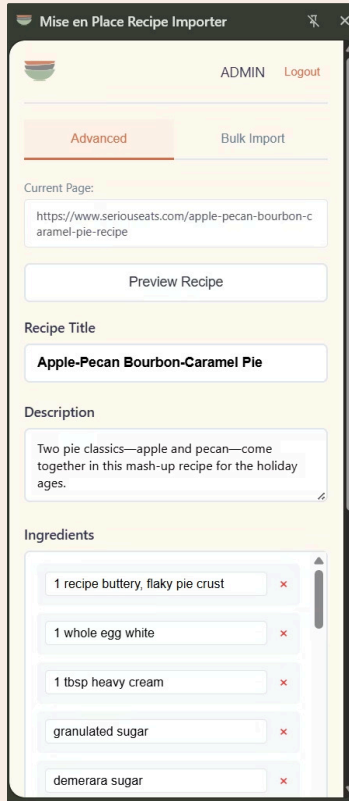 Mise en Place Recipe Importer
ADMIN Logout
Advanced Bulk Import
Current Page:
https://www.seriouseats.com/apple-pecan-bourbon-c
aramel-pie-recipe
Preview Recipe
Recipe Title
Apple-Pecan Bourbon-Caramel Pie
Description
Two pie classics—apple and pecan—come
together in this mash-up recipe for the holiday
ages.
Ingredients
1 recipe buttery, flaky pie crust
1 whole egg white
1 tbsp heavy cream
granulated sugar
demerara sugar